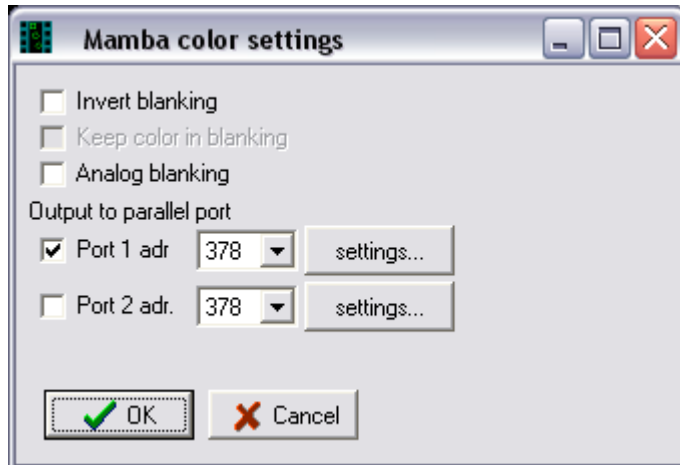 Mamba color settings
Invert blanking
Keep color in blanking
Analog blanking
Output to parallel port
Port 1 adr 378 settings...
Port 2 adr. 378 settings...
OK Cancel